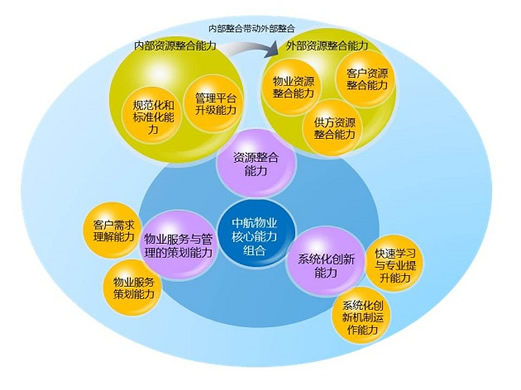 内部整合带动外部整合
内部资源整合能力
外部资源整合能力
规范化和
标准化能
力
管理平台
升级能力
物业资源
整合能力
客户资源
整合能力
供方资源
整合能力
资源整合
能力
客户需求
理解能力
物业服务与管
理的策划能力
物业服务
策划能力
中航物业
核心能力
组合
系统化创新
能力
快速学习
与专业提
升能力
系统化创
新机制运
作能力